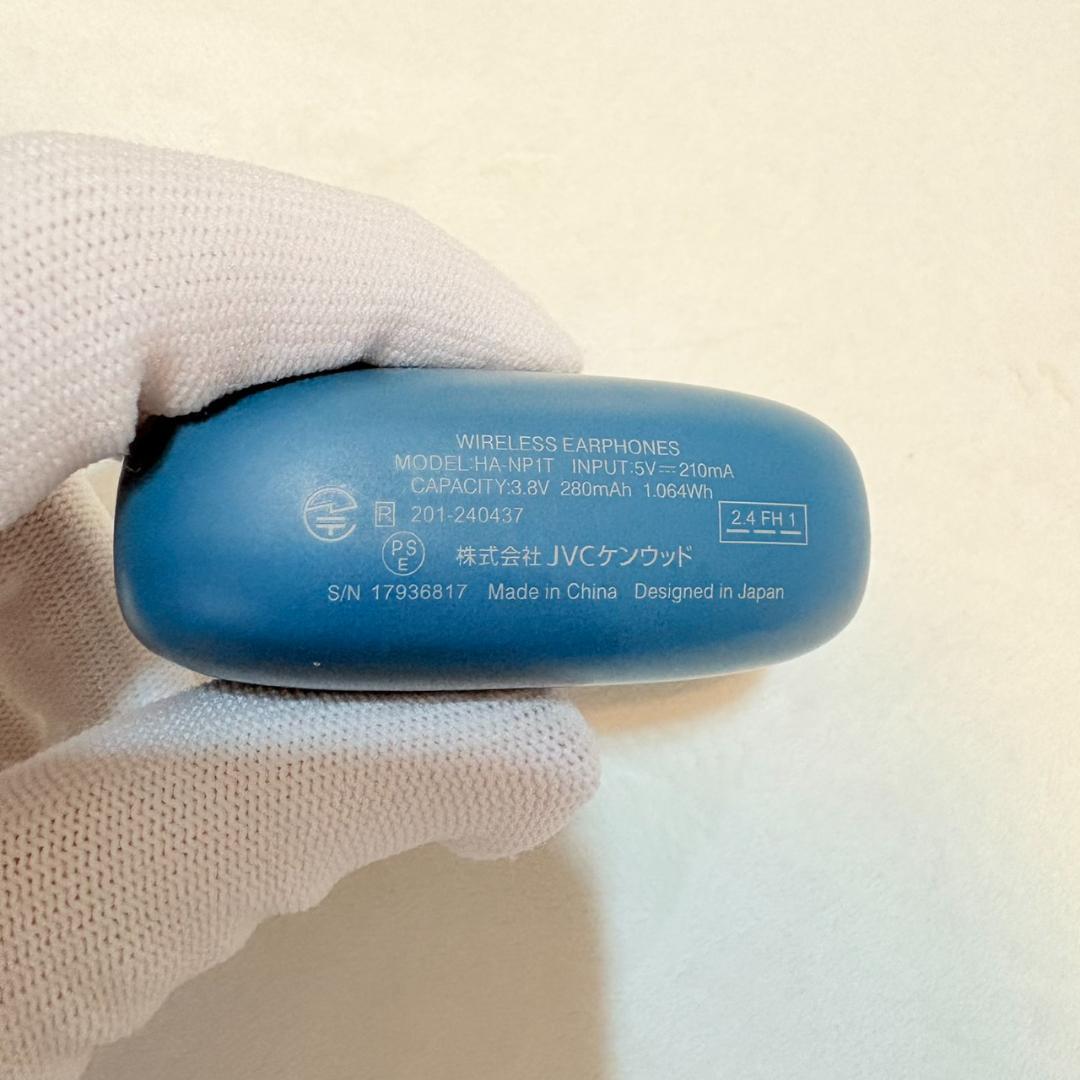 WIRELESS EARPHONES
MODEL:HA-NP1T INPUT:5V⎓210mA
CAPACITY:3.8V 280mAh 1.064Wh
R 201-240437
2.4 FH 1
PSE 株式会社JVCケンウッド
S/N 17936817 Made in China Designed in Japan